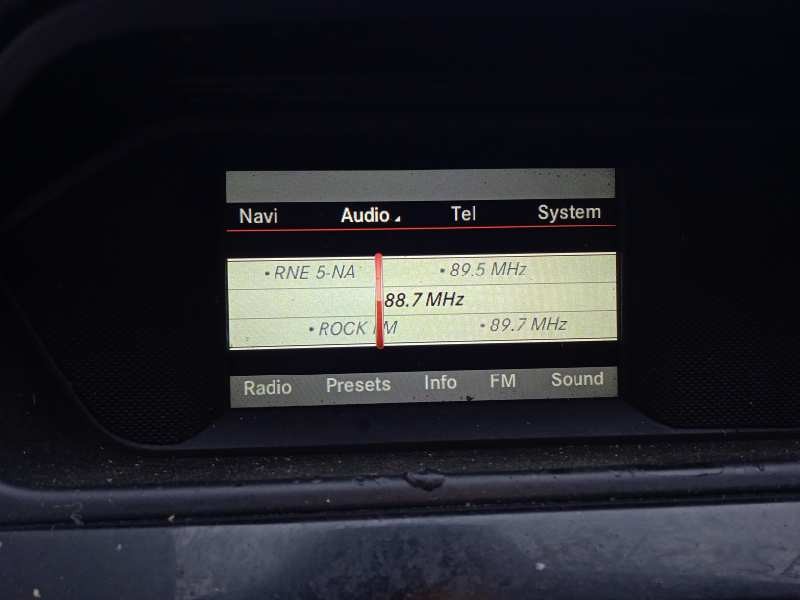 Navi Audio Tel System
• RNE 5-NA • 89.5 MHz
88.7 MHz
• ROCK FM • 89.7 MHz
Radio Presets Info FM Sound